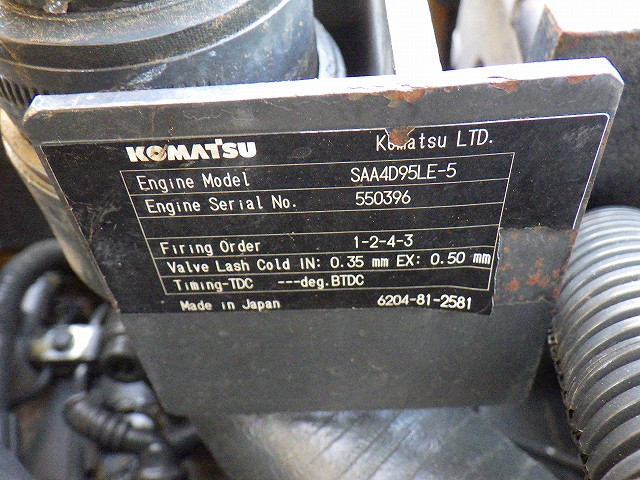 KOMATSU Komatsu LTD.
Engine Model SAA4D95LE-5
Engine Serial No. 550396
Firing Order 1-2-4-3
Valve Lash Cold IN: 0.35 mm EX: 0.50 mm
Timing-TDC ---deg.BTDC
Made in Japan 6204-81-2581